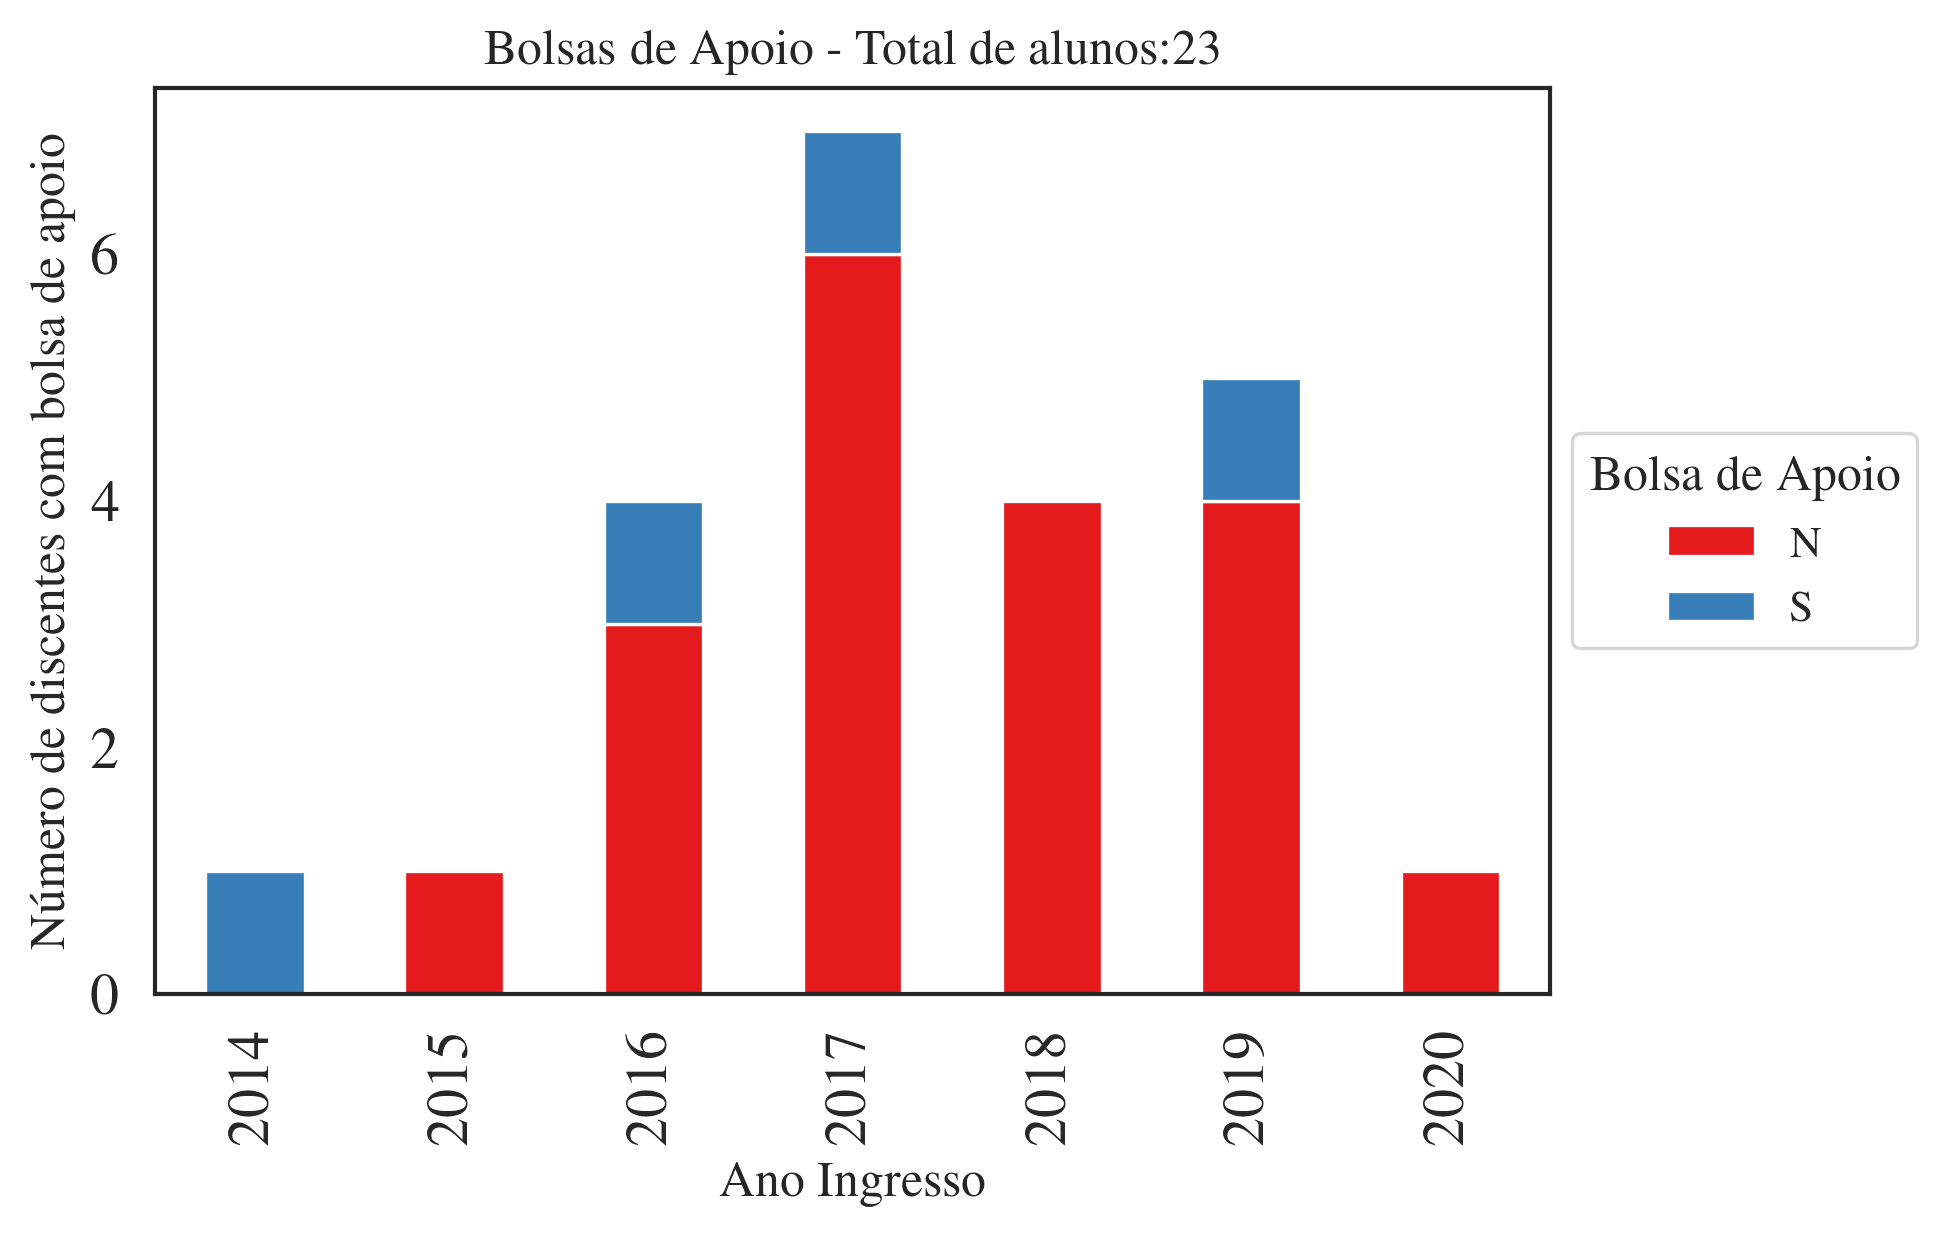 Bolsas de Apoio - Total de alunos:23
Número de discentes com bolsa de apoio
6
4
2
0
2014
2015
2016
2017
2018
2019
2020
Ano Ingresso
Bolsa de Apoio
N
S